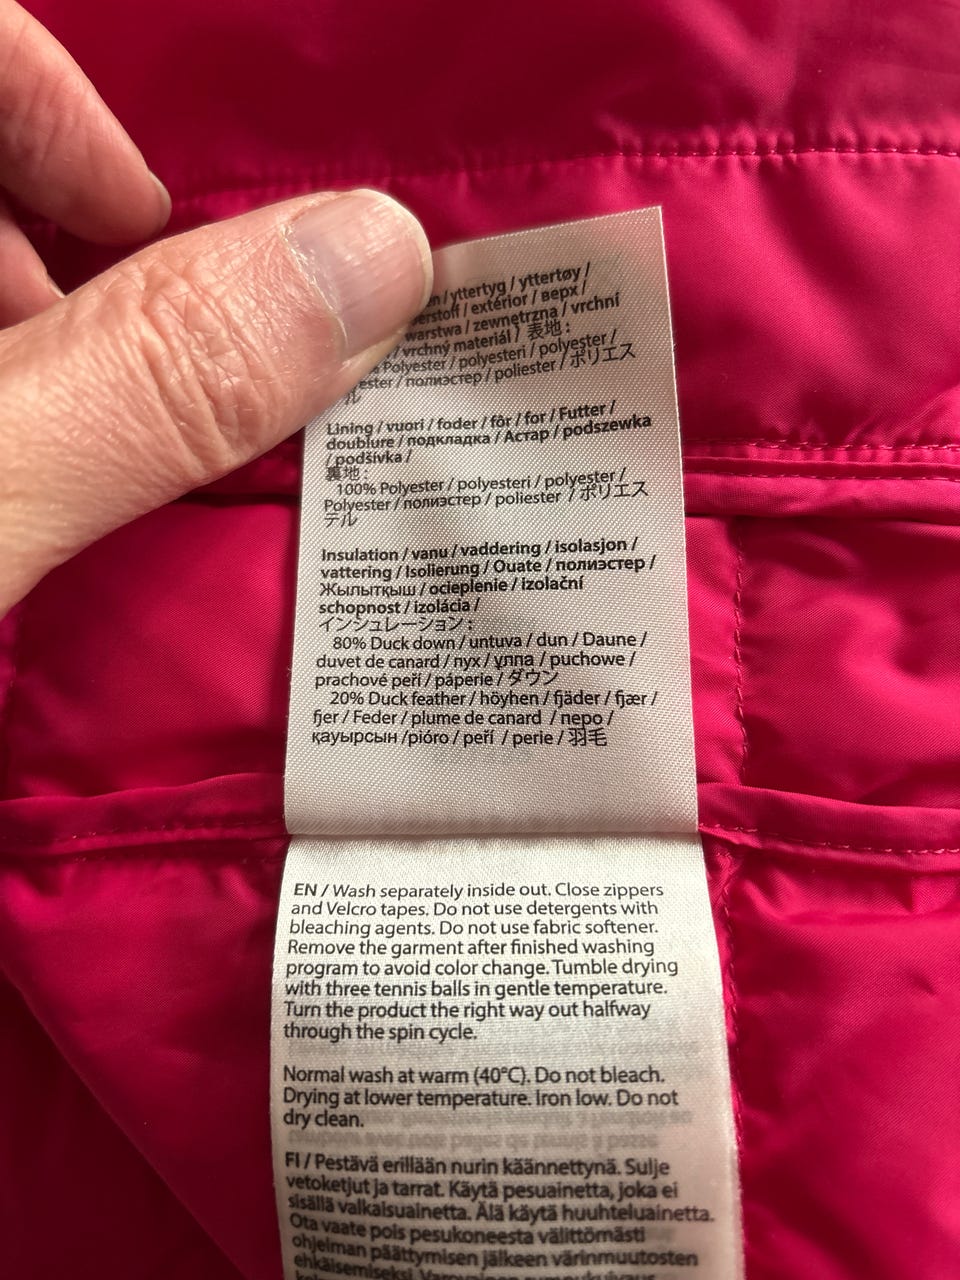 / yttertyg / yttertøy /
/ extérior / верх /
warstwa / zewnętrzna / vrchní
/ vrchný materiál / 表地 :
Polyester / polyesteri / polyester /
/ полиэстер / poliester / ポリエス
ル
Lining / vuori / foder / fôr / for / Futter /
doublure / подкладка / Астар / podszewka
/ podšívka /
裏地 :
100% Polyester / polyesteri / polyester /
Polyester / полиэстер / poliester / ポリエス
テル
Insulation / vanu / vaddering / isolasjon /
vattering / Isolierung / Ouate / полиэстер /
Жылытқыш / ocieplenie / izolační
schopnost / izolácia /
インシュレーション :
80% Duck down / untuva / dun / Daune /
duvet de canard / пух / ұлпа / puchowe /
prachové peří / páperie / ダウン
20% Duck feather / höyhen / fjäder / fjær /
fjer / Feder / plume de canard / перо /
қауырсын /pióro / peří / perie / 羽毛
EN / Wash separately inside out. Close zippers
and Velcro tapes. Do not use detergents with
bleaching agents. Do not use fabric softener.
Remove the garment after finished washing
program to avoid color change. Tumble drying
with three tennis balls in gentle temperature.
Turn the product the right way out halfway
through the spin cycle.
Normal wash at warm (40°C). Do not bleach.
Drying at lower temperature. Iron low. Do not
dry clean.
FI / Pestävä erillään nurin käännettynä. Sulje
vetoketjut ja tarrat. Käytä pesuainetta, joka ei
sisällä valkaisuainetta. Älä käytä huuhteluainetta.
Ota vaate pois pesukoneesta välittömästi
ohjelman päättymisen jälkeen värinmuutosten
ehkäisemiseksi.